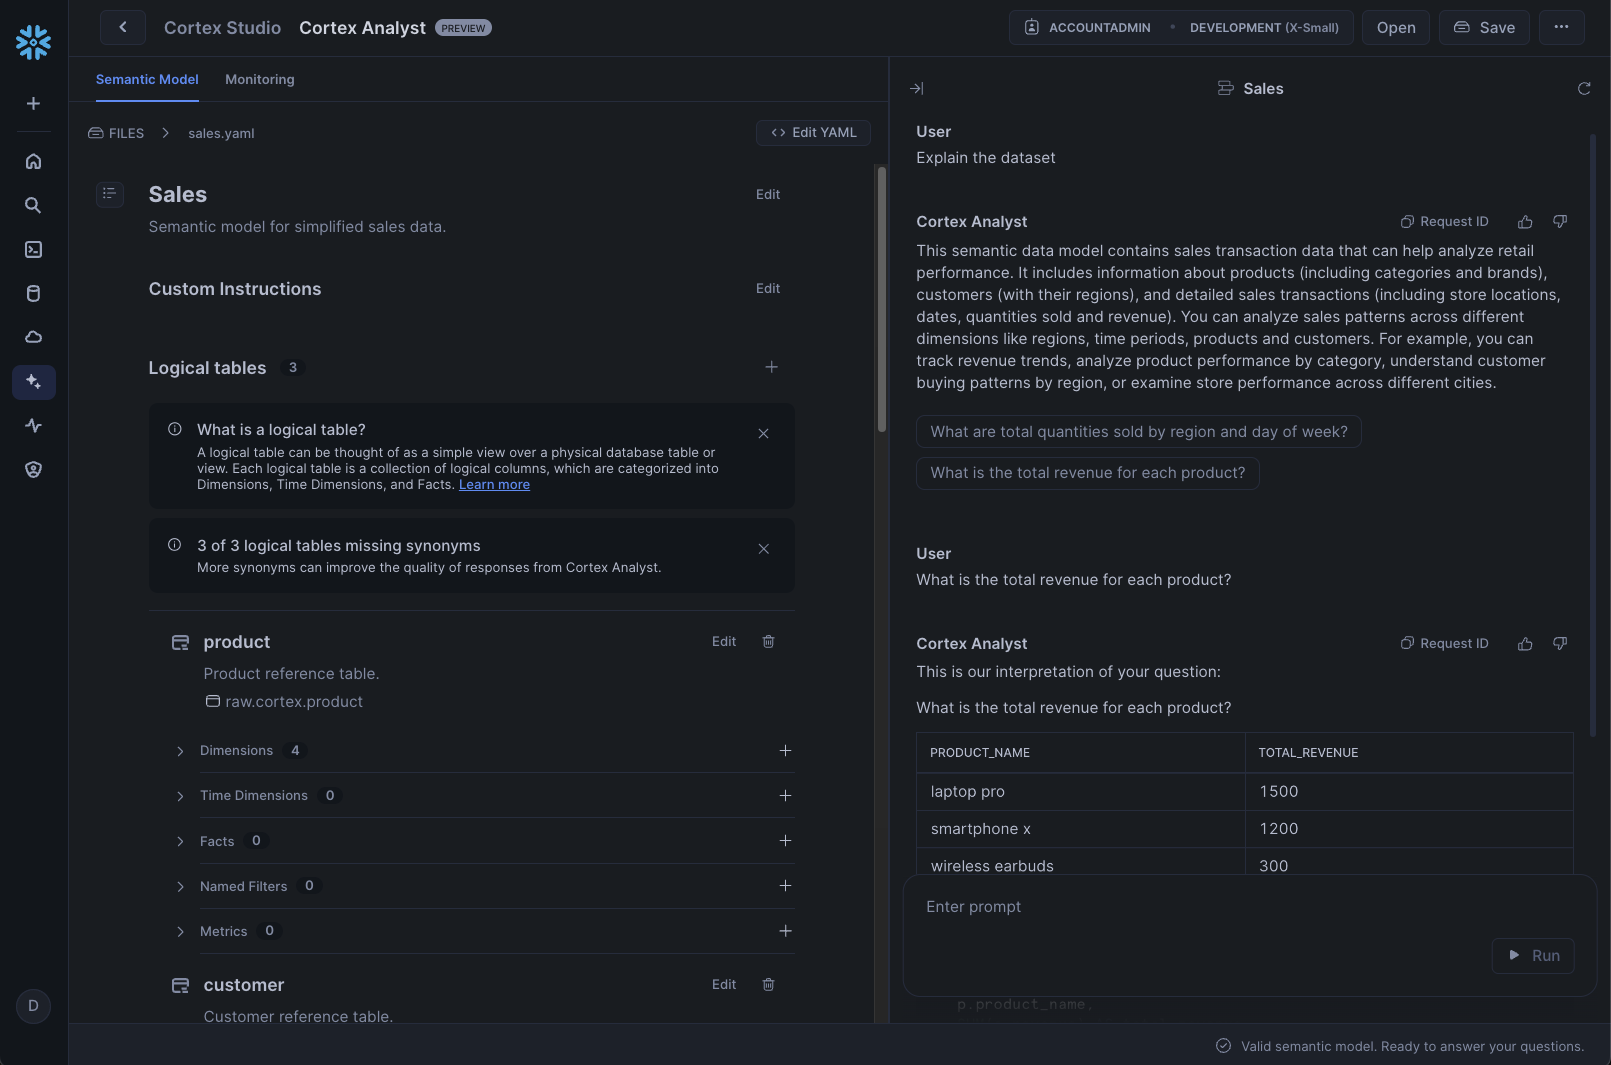 Cortex Studio Cortex Analyst PREVIEW
ACCOUNTADMIN • DEVELOPMENT (X-Small) Open Save ...
Semantic Model Monitoring
FILES > sales.yaml
Edit YAML
Sales
Edit
Semantic model for simplified sales data.
Custom Instructions
Edit
Logical tables 3
What is a logical table?
A logical table can be thought of as a simple view over a physical database table or
view. Each logical table is a collection of logical columns, which are categorized into
Dimensions, Time Dimensions, and Facts. Learn more
3 of 3 logical tables missing synonyms
More synonyms can improve the quality of responses from Cortex Analyst.
product
Edit
Product reference table.
raw.cortex.product
Dimensions 4
Time Dimensions 0
Facts 0
Named Filters 0
Metrics 0
customer
Edit
Customer reference table.
D
Sales
User
Explain the dataset
Cortex Analyst
Request ID
This semantic data model contains sales transaction data that can help analyze retail
performance. It includes information about products (including categories and brands),
customers (with their regions), and detailed sales transactions (including store locations,
dates, quantities sold and revenue). You can analyze sales patterns across different
dimensions like regions, time periods, products and customers. For example, you can
track revenue trends, analyze product performance by category, understand customer
buying patterns by region, or examine store performance across different cities.
What are total quantities sold by region and day of week?
What is the total revenue for each product?
User
What is the total revenue for each product?
Cortex Analyst
Request ID
This is our interpretation of your question:
What is the total revenue for each product?
PRODUCT_NAME TOTAL_REVENUE
laptop pro 1500
smartphone x 1200
wireless earbuds 300
Enter prompt
Run
p.product_name,
Valid semantic model. Ready to answer your questions.